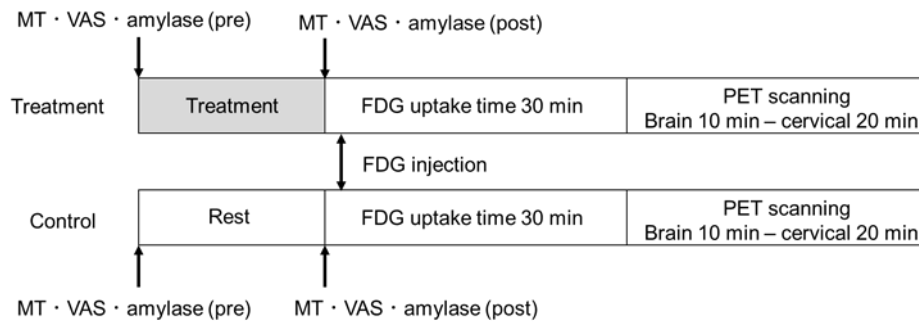 MT・VAS・amylase (pre)
MT・VAS・amylase (post)
Treatment
Treatment
FDG uptake time 30 min
PET scanning
Brain 10 min – cervical 20 min
FDG injection
Control
Rest
FDG uptake time 30 min
PET scanning
Brain 10 min – cervical 20 min
MT・VAS・amylase (pre)
MT・VAS・amylase (post)